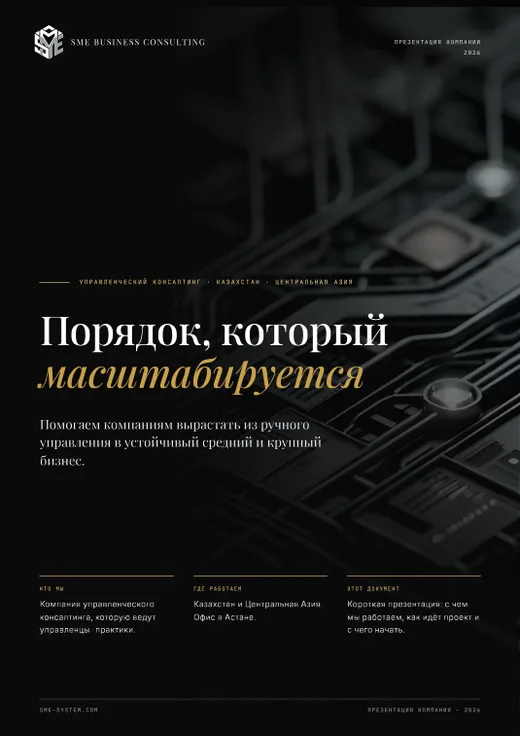 SME BUSINESS CONSULTING
ПРЕЗЕНТАЦИЯ КОМПАНИИ
2026
УПРАВЛЕНЧЕСКИЙ КОНСАЛТИНГ · КАЗАХСТАН · ЦЕНТРАЛЬНАЯ АЗИЯ
Порядок, который
масштабируется
Помогаем компаниям вырастать из ручного
управления в устойчивый средний и крупный
бизнес.
КТО МЫ
Компания управленческого
консалтинга, которую ведут
управленцы-практики.
ГДЕ РАБОТАЕМ
Казахстан и Центральная Азия.
Офис в Астане.
ЭТОТ ДОКУМЕНТ
Короткая презентация: с чем
мы работаем, как идёт проект и
с чего начать.
SME-SYSTEM.COM
ПРЕЗЕНТАЦИЯ КОМПАНИИ · 2026